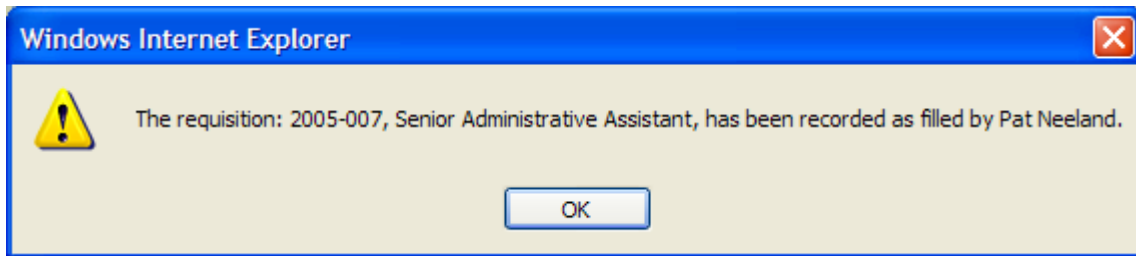 Windows Internet Explorer
The requisition: 2005-007, Senior Administrative Assistant, has been recorded as filled by Pat Neeland.
OK